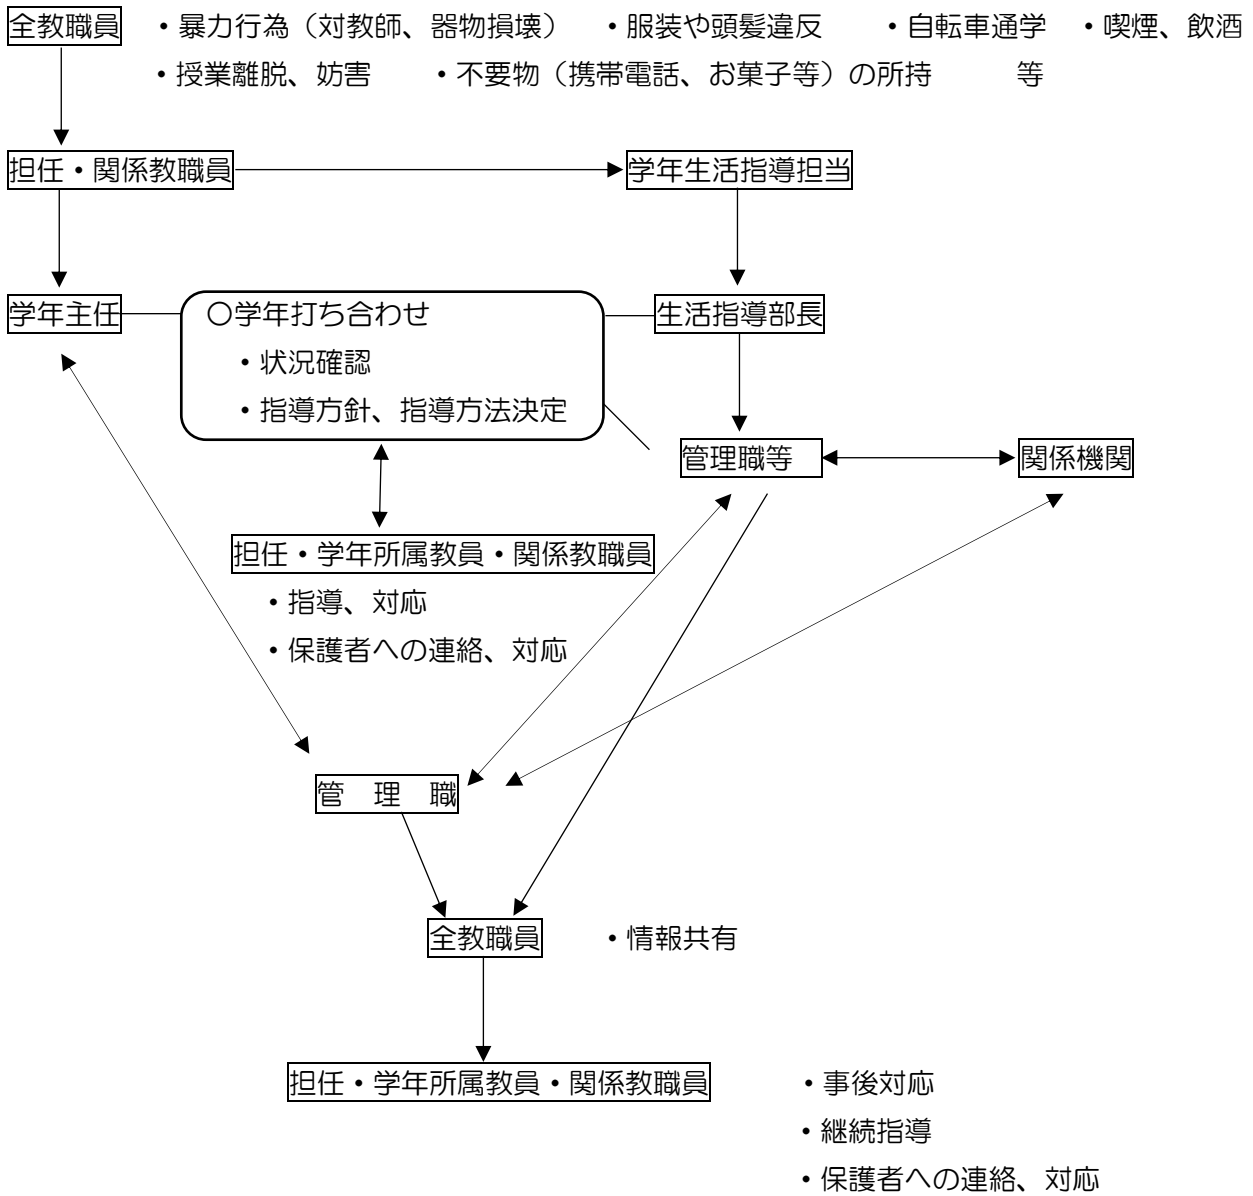 全教職員　・暴力行為（対教師、器物損壊）　・服装や頭髪違反　・自転車通学　・喫煙、飲酒
・授業離脱、妨害　・不要物（携帯電話、お菓子等）の所持　等
担任・関係教職員　学年生活指導担当
学年主任　〇学年打ち合わせ　生活指導部長
・状況確認
・指導方針、指導方法決定
管理職等　関係機関
担任・学年所属教員・関係教職員
・指導、対応
・保護者への連絡、対応
管　理　職
全教職員　・情報共有
担任・学年所属教員・関係教職員　・事後対応
・継続指導
・保護者への連絡、対応